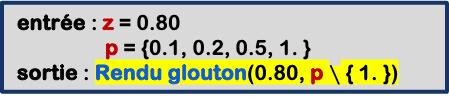 entrée : z = 0.80
p = {0.1, 0.2, 0.5, 1. }
sortie : Rendu glouton(0.80, p \ { 1. })